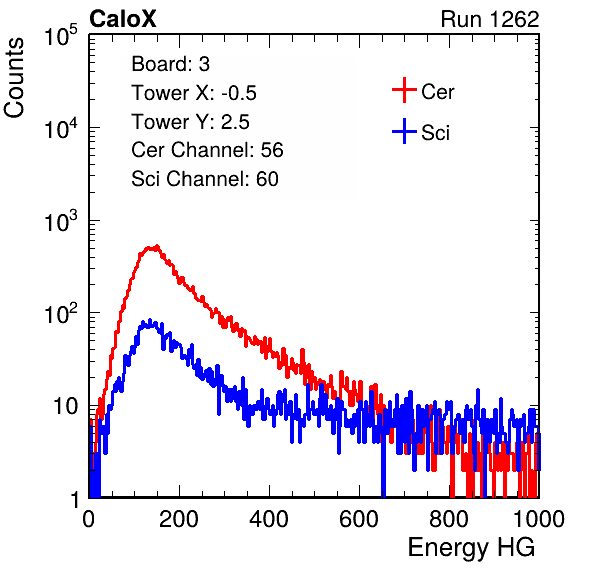 CaloX Run 1262
Counts
Board: 3
Tower X: -0.5
Tower Y: 2.5
Cer Channel: 56
Sci Channel: 60
Cer
Sci
10^5
10^4
10^3
10^2
10
1
0 200 400 600 800 1000
Energy HG